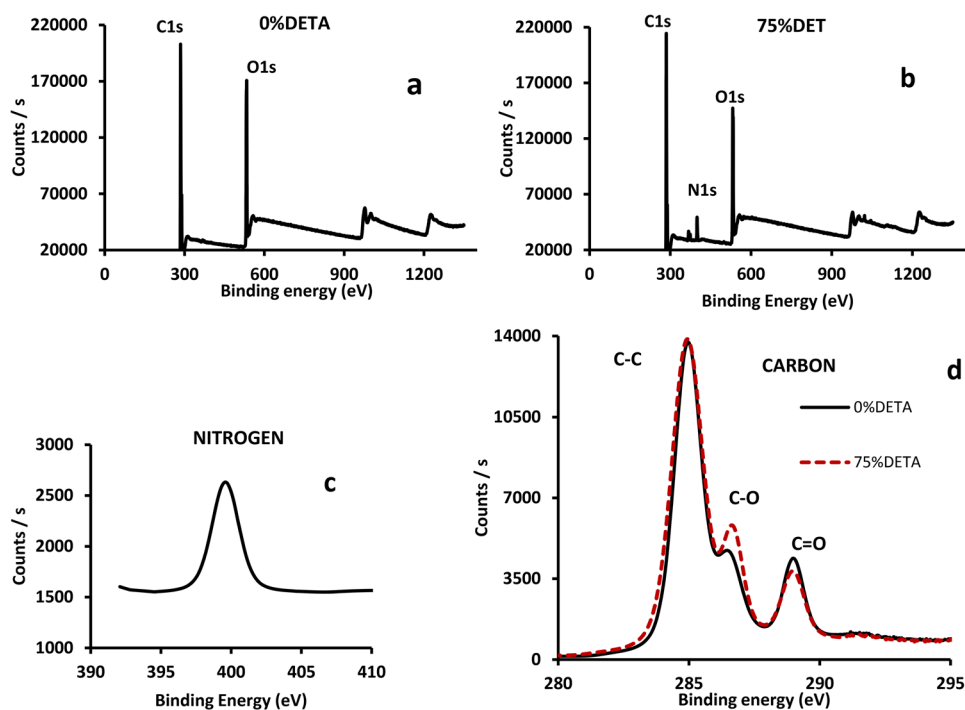 0%DETA
a
C1s
O1s
Counts / s
220000
170000
120000
70000
20000
0
300
600
900
1200
Binding energy (eV)
75%DET
b
C1s
O1s
N1s
Counts / s
220000
170000
120000
70000
20000
0
300
600
900
1200
Binding energy (eV)
NITROGEN
c
Counts / s
3000
2500
2000
1500
1000
390
395
400
405
410
Binding Energy (eV)
CARBON
d
C-C
C-O
C=O
0%DETA
75%DETA
Counts / s
14000
10500
7000
3500
0
280
285
290
295
Binding energy (eV)